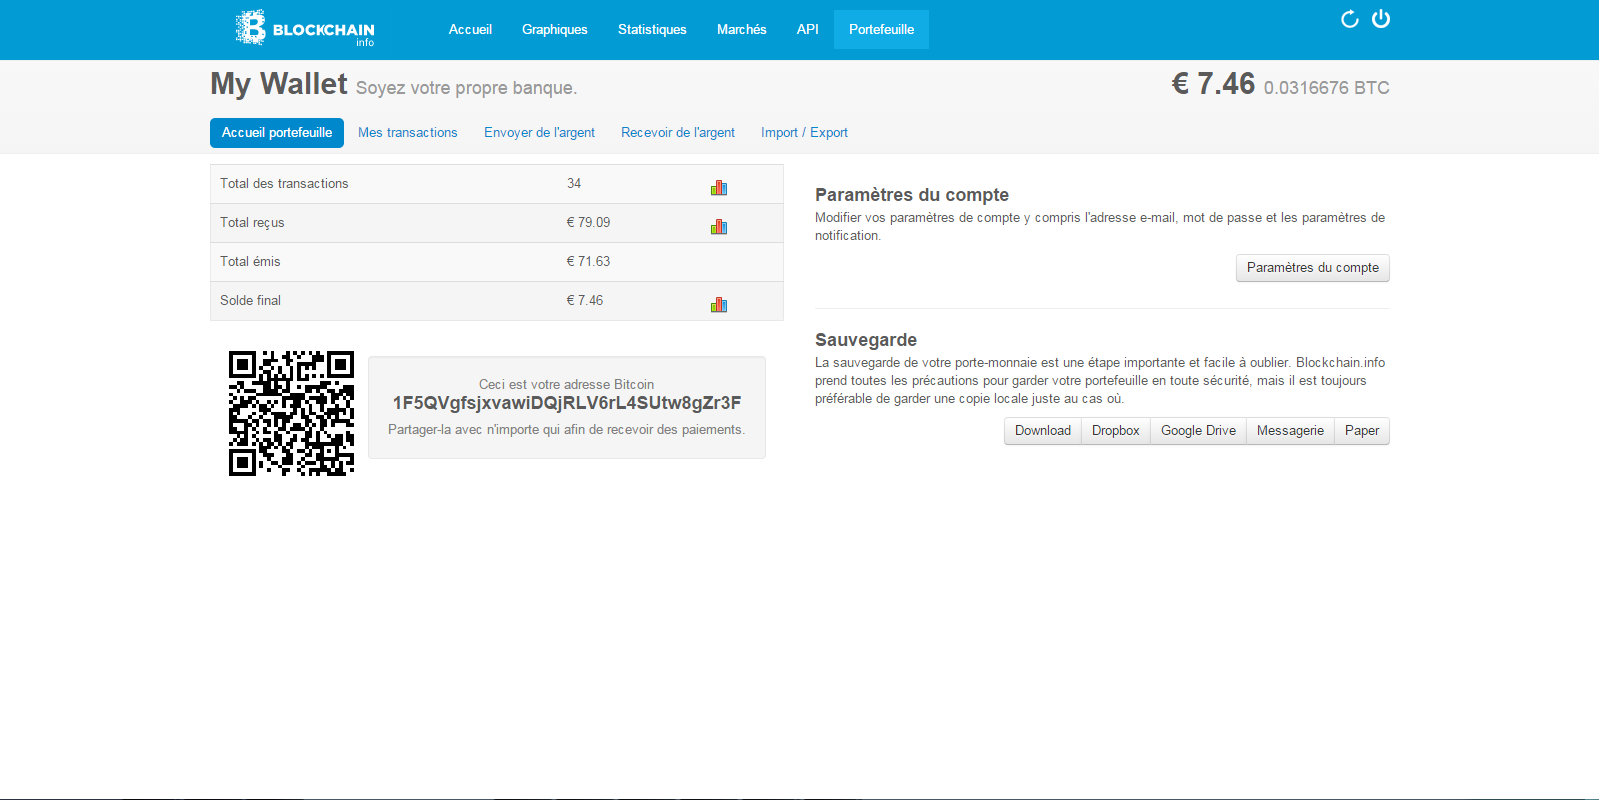 BLOCKCHAIN
info
Accueil Graphiques Statistiques Marchés API Portefeuille
My Wallet Soyez votre propre banque.
€ 7.46 0.0316676 BTC
Accueil portefeuille Mes transactions Envoyer de l'argent Recevoir de l'argent Import / Export
Total des transactions 34
Total reçus € 79.09
Total émis € 71.63
Solde final € 7.46
Ceci est votre adresse Bitcoin
1F5QVgfsjxvawiDQjRLV6rL4SUtw8gZr3F
Partager-la avec n'importe qui afin de recevoir des paiements.
Paramètres du compte
Modifier vos paramètres de compte y compris l'adresse e-mail, mot de passe et les paramètres de
notification.
Paramètres du compte
Sauvegarde
La sauvegarde de votre porte-monnaie est une étape importante et facile à oublier. Blockchain.info
prend toutes les précautions pour garder votre portefeuille en toute sécurité, mais il est toujours
préférable de garder une copie locale juste au cas où.
Download Dropbox Google Drive Messagerie Paper